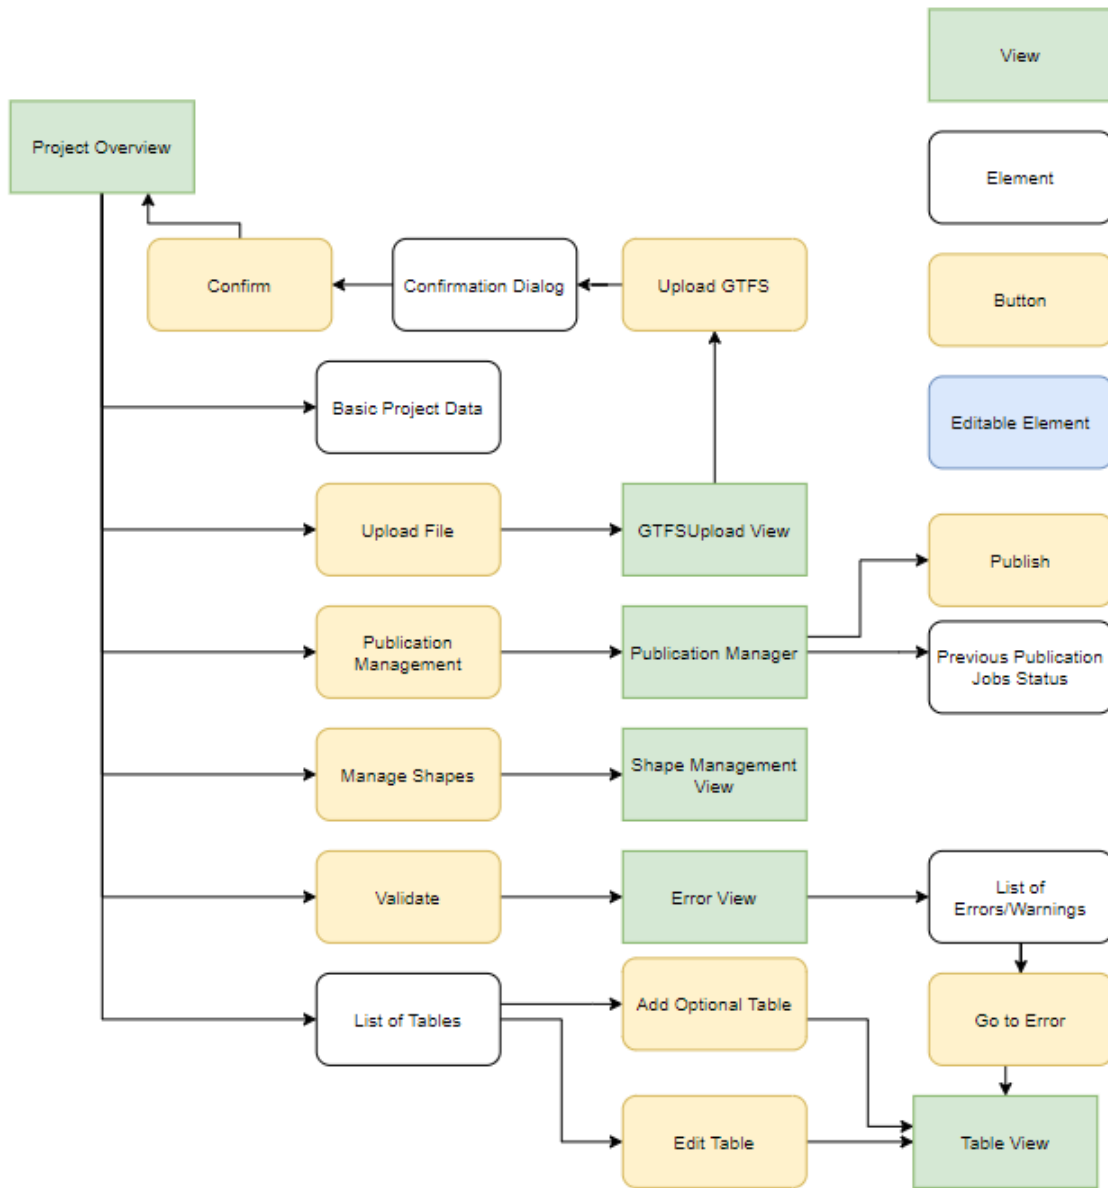 View
Project Overview
Element
Confirm
Confirmation Dialog
Upload GTFS
Button
Basic Project Data
Editable Element
Upload File
GTFSUpload View
Publish
Publication
Management
Publication Manager
Previous Publication
Jobs Status
Manage Shapes
Shape Management
View
Validate
Error View
List of
Errors/Warnings
List of Tables
Add Optional Table
Go to Error
Edit Table
Table View